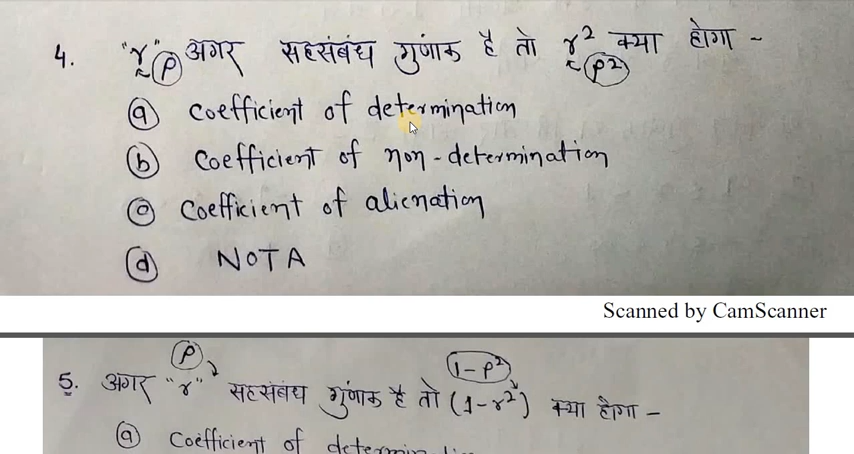 4. "r" (ρ) अगर सहसंबंध गुंणांक है तो r² (ρ²) क्या होगा -
(a) coefficient of determination
(b) coefficient of non-determination
(c) coefficient of alienation
(d) NOTA
Scanned by CamScanner
(ρ) (1-ρ²)
5. अगर "r" सहसंबंध गुंणांक है तो (1-r²) क्या होगा -
(a) Coefficient of determin